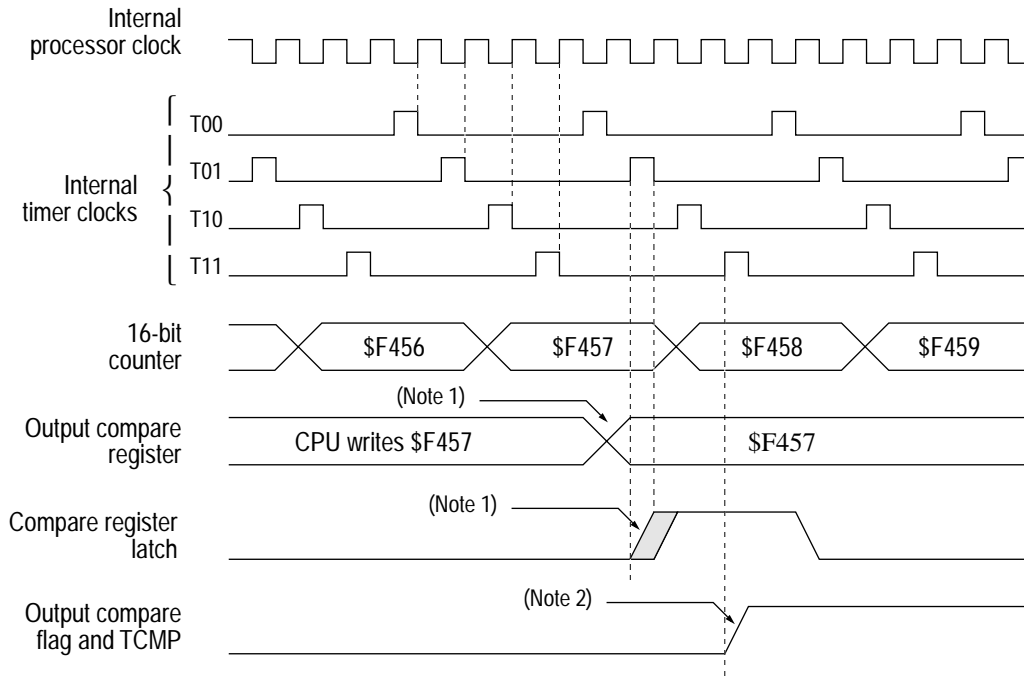 Internal
processor clock
T00
T01
Internal
timer clocks
T10
T11
16-bit
counter
$F456
$F457
$F458
$F459
(Note 1)
Output compare
register
CPU writes $F457
$F457
(Note 1)
Compare register
latch
(Note 2)
Output compare
flag and TCMP